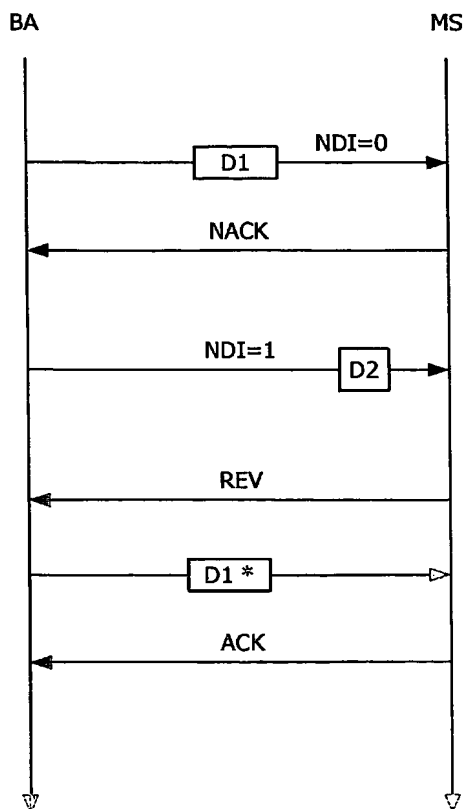 BA MS
NDI=0
D1
NACK
NDI=1
D2
REV
D1 *
ACK